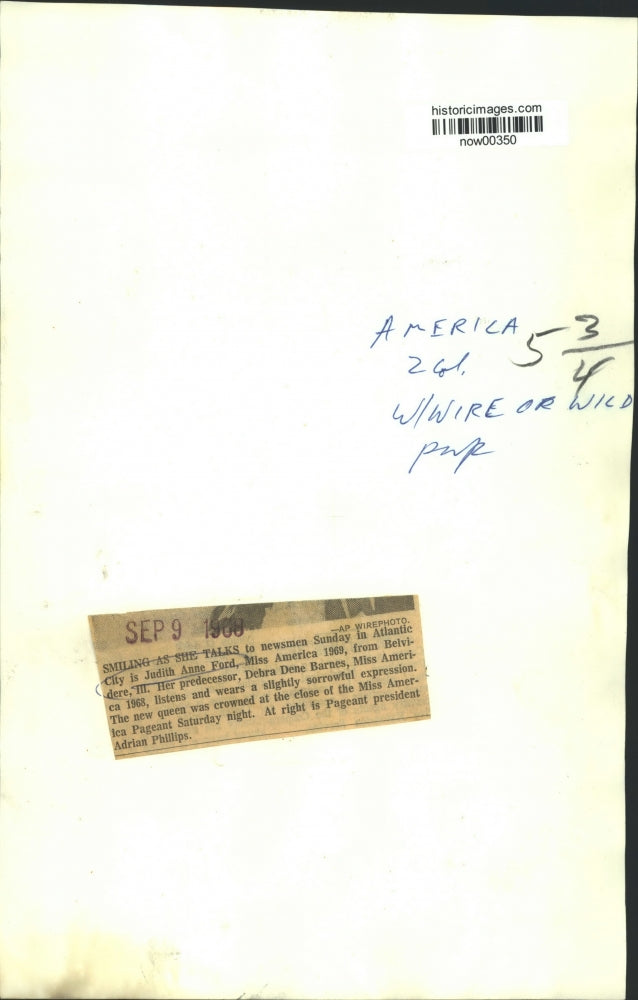 historicimages.com
now00350
AMERICA 5 3/4
2 Col.
W/WIRE OR WILD
SEP 9 1968
—AP WIREPHOTO.
SMILING AS SHE TALKS to newsmen Sunday in Atlantic
City is Judith Anne Ford, Miss America 1969, from Belvi-
dere, Ill. Her predecessor, Debra Dene Barnes, Miss Ameri-
ca 1968, listens and wears a slightly sorrowful expression.
The new queen was crowned at the close of the Miss Amer-
ica Pageant Saturday night. At right is Pageant president
Adrian Phillips.